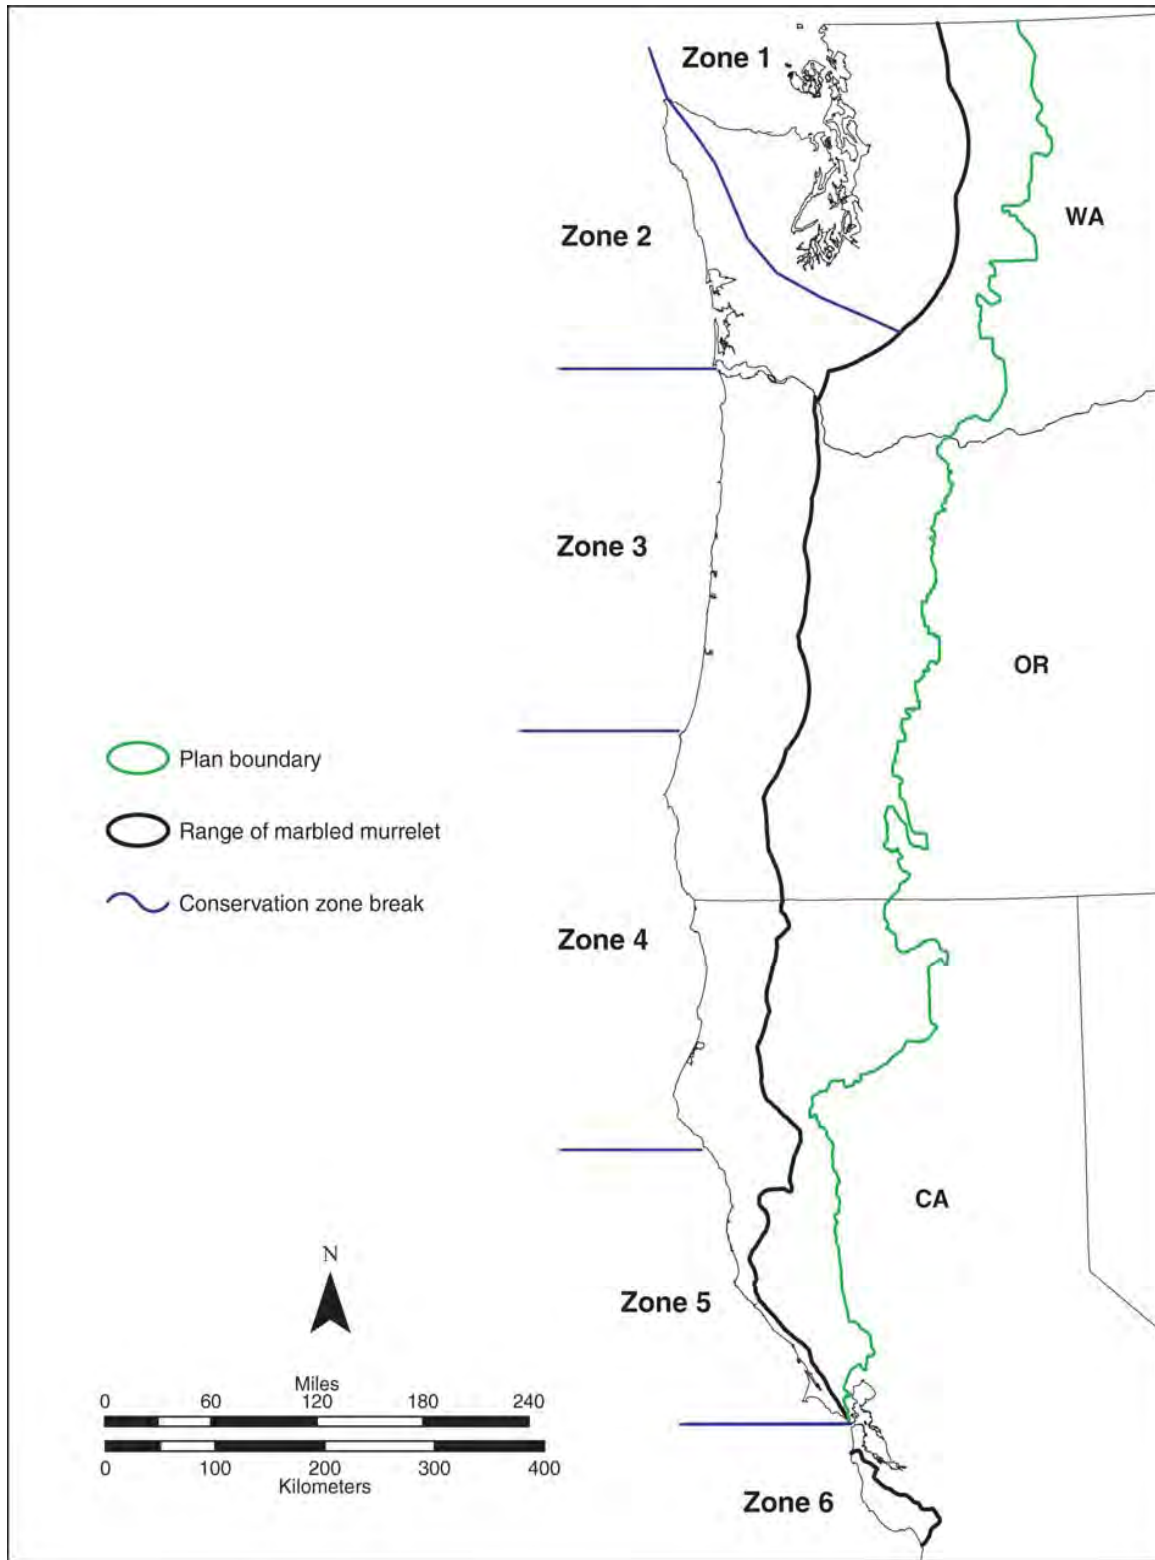 Zone 1
Zone 2
WA
Zone 3
OR
Plan boundary
Range of marbled murrelet
Conservation zone break
Zone 4
CA
N
Zone 5
Miles
0 60 120 180 240
0 100 200 300 400
Kilometers
Zone 6